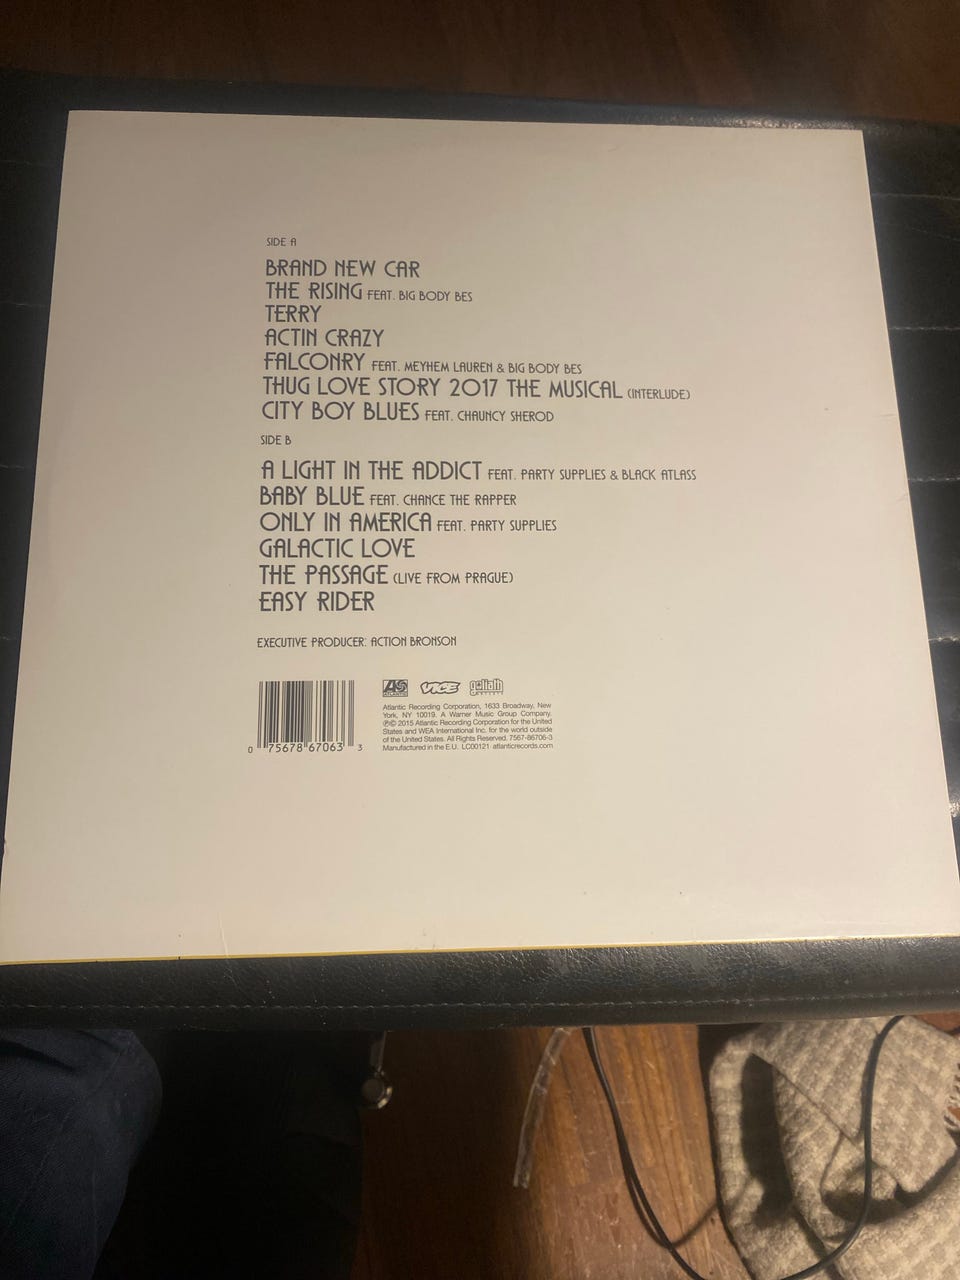 SIDE A
BRAND NEW CAR
THE RISING FEAT. BIG BODY BES
TERRY
ACTIN CRAZY
FALCONRY FEAT. MEYHEM LAUREN & BIG BODY BES
THUG LOVE STORY 2017 THE MUSICAL (INTERLUDE)
CITY BOY BLUES FEAT. CHAUNCY SHEROD
SIDE B
A LIGHT IN THE ADDICT FEAT. PARTY SUPPLIES & BLACK ATLASS
BABY BLUE FEAT. CHANCE THE RAPPER
ONLY IN AMERICA FEAT. PARTY SUPPLIES
GALACTIC LOVE
THE PASSAGE (LIVE FROM PRAGUE)
EASY RIDER
EXECUTIVE PRODUCER: ACTION BRONSON
ATLANTIC VICE goliath
Atlantic Recording Corporation, 1633 Broadway, New
York, NY 10019. A Warner Music Group Company.
℗© 2015 Atlantic Recording Corporation for the United
States and WEA International Inc. for the world outside
of the United States. All Rights Reserved. 7567-86706-3
Manufactured in the E.U. LC00121 atlanticrecords.com
0 75678 67063 3